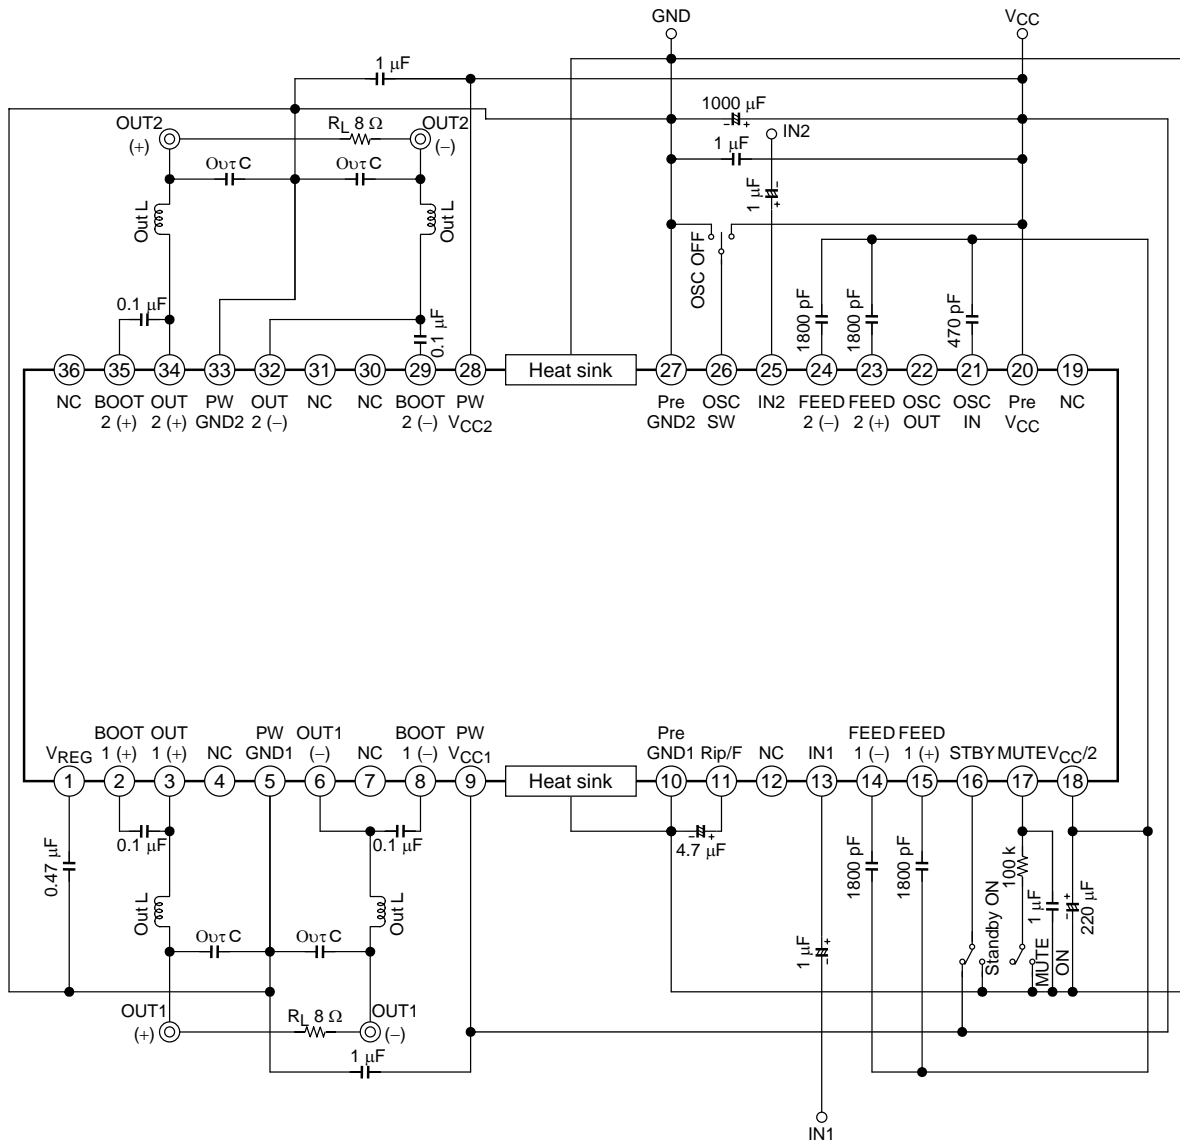 GND
VCC
1 µF
1000 µF
OUT2
(+)
RL 8 Ω
OUT2
(−)
IN2
1 µF
Ουτ C
Ουτ C
1 µF
Out L
Out L
OSC OFF
0.1 µF
0.1 µF
1800 pF
1800 pF
470 pF
36
35
34
33
32
31
30
29
28
Heat sink
27
26
25
24
23
22
21
20
19
NC
BOOT
2 (+)
OUT
2 (+)
PW
GND2
OUT
2 (−)
NC
NC
BOOT
2 (−)
PW
VCC2
Pre
GND2
OSC
SW
IN2
FEED
2 (−)
FEED
2 (+)
OSC
OUT
OSC
IN
Pre
VCC
NC
VREG
BOOT
1 (+)
OUT
1 (+)
NC
PW
GND1
OUT1
(−)
NC
BOOT
1 (−)
PW
VCC1
Pre
GND1
Rip/F
NC
IN1
FEED
1 (−)
FEED
1 (+)
STBY
MUTE
VCC/2
1
2
3
4
5
6
7
8
9
Heat sink
10
11
12
13
14
15
16
17
18
0.1 µF
0.1 µF
4.7 µF
0.47 µF
1800 pF
1800 pF
100 k
Out L
Out L
1 µF
220 µF
Ουτ C
Ουτ C
1 µF
Standby ON
MUTE
ON
OUT1
(+)
RL 8 Ω
OUT1
(−)
1 µF
IN1